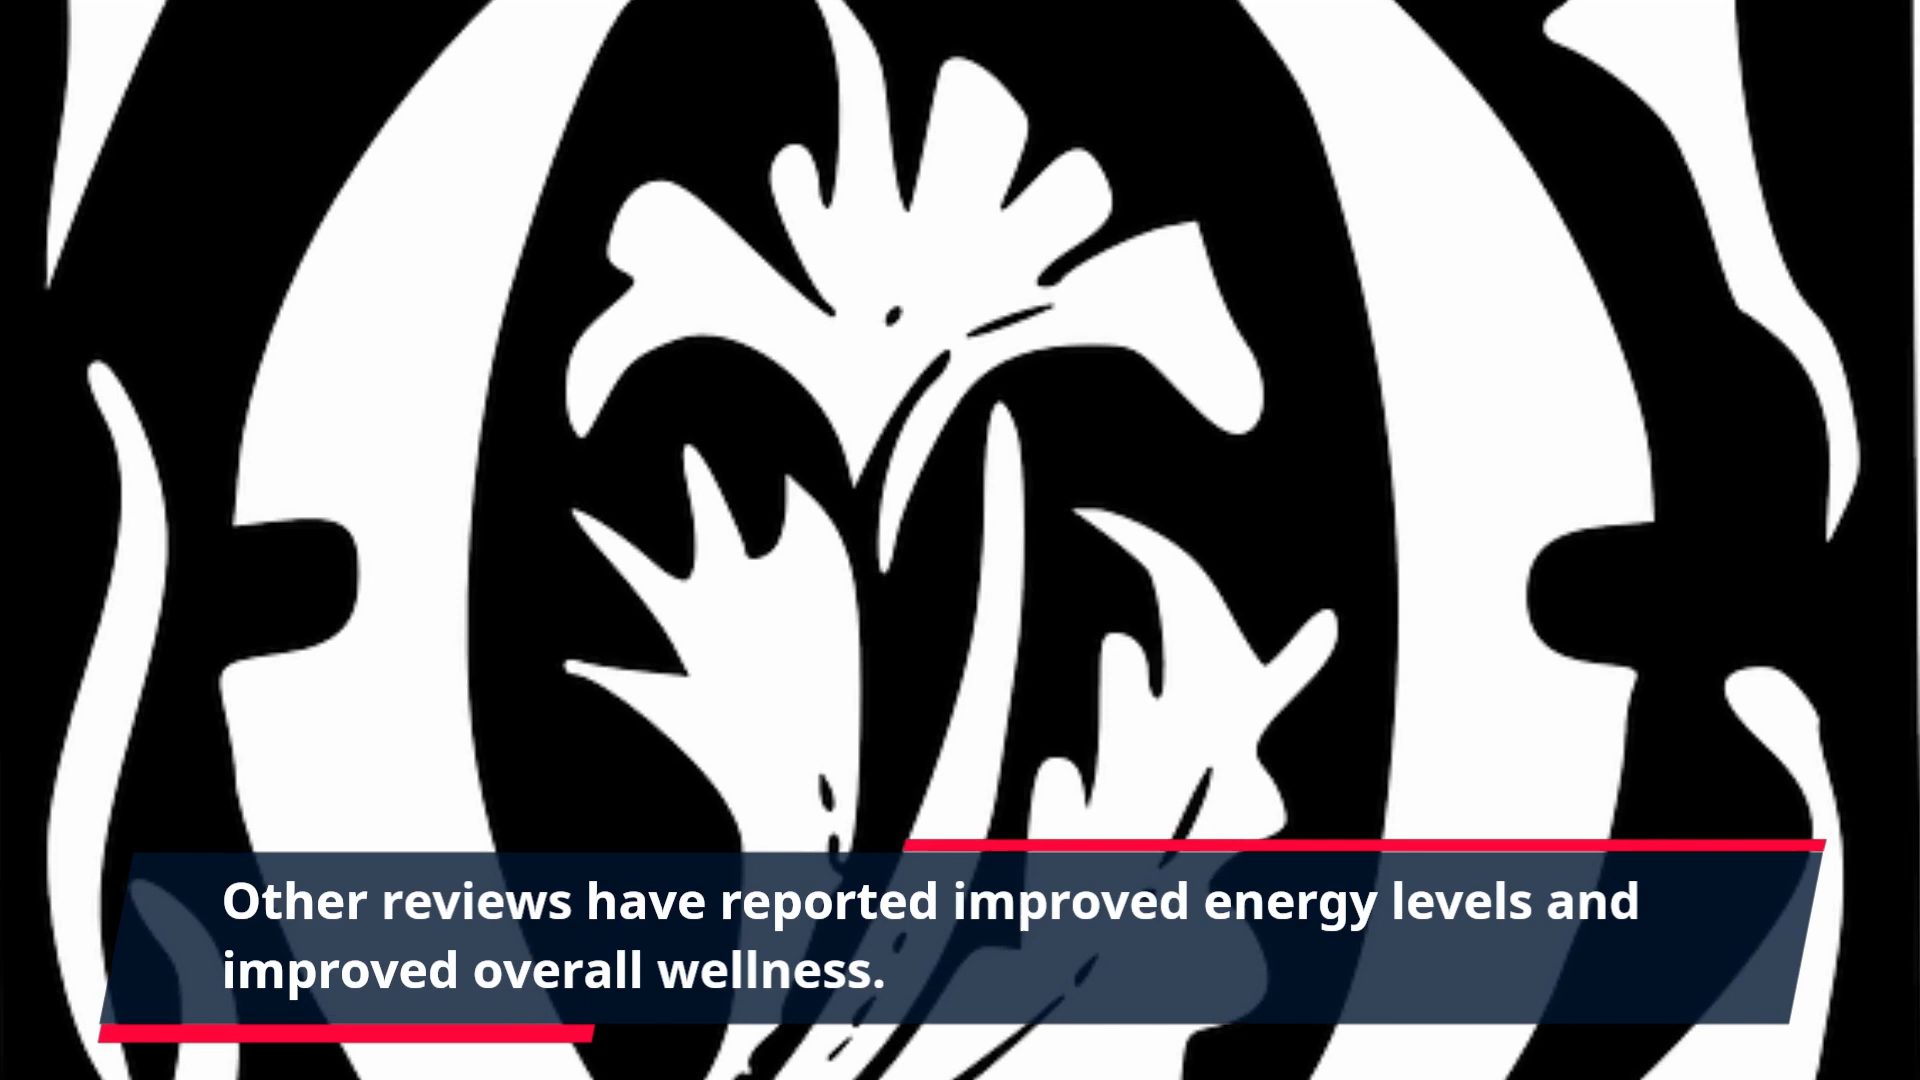 Other reviews have reported improved energy levels and
improved overall wellness.